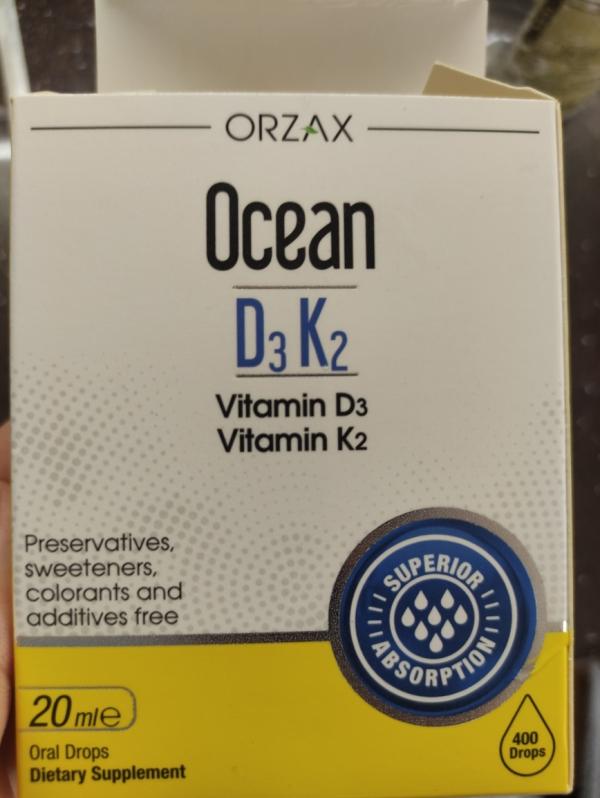 ORZAX
Ocean
D3 K2
Vitamin D3
Vitamin K2
Preservatives,
sweeteners,
colorants and
additives free
SUPERIOR
ABSORPTION
20 ml e
Oral Drops
Dietary Supplement
400
Drops